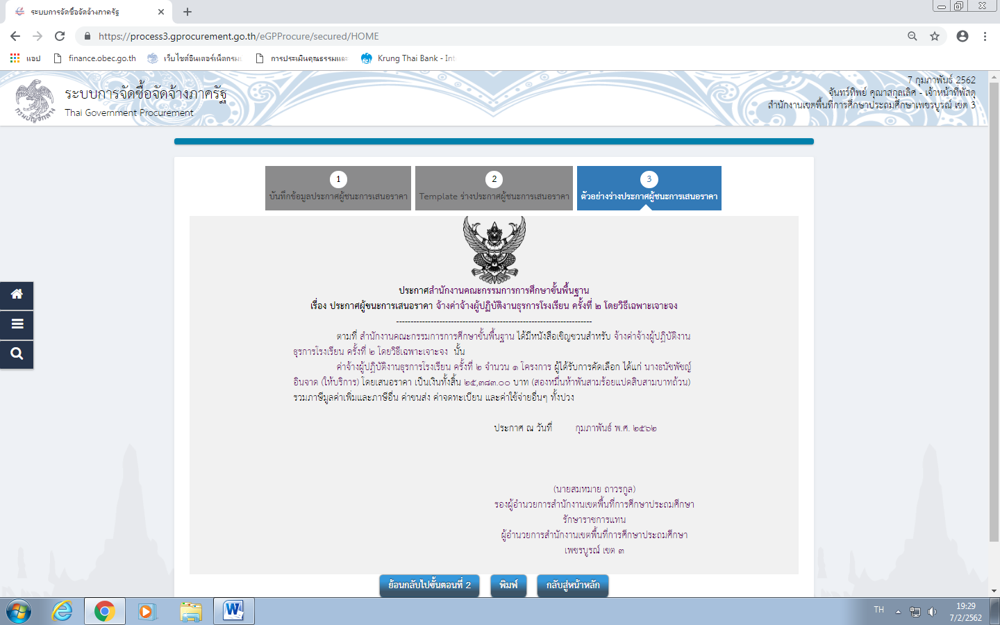 ระบบการจัดซื้อจัดจ้างภาครัฐ
https://process3.gprocurement.go.th/eGPProcure/secured/HOME
แอป
finance.obec.go.th
เว็บไซต์อินเตอร์เน็ตกรม
การประเมินคุณธรรมและ
Krung Thai Bank - Int
ระบบการจัดซื้อจัดจ้างภาครัฐ
Thai Government Procurement
กรมบัญชีกลาง
7 กุมภาพันธ์ 2562
จันทร์ทิพย์ คุณาสกุลเลิศ - เจ้าหน้าที่พัสดุ
สำนักงานเขตพื้นที่การศึกษาประถมศึกษาเพชรบูรณ์ เขต 3
1
บันทึกข้อมูลประกาศผู้ชนะการเสนอราคา
2
Template ร่างประกาศผู้ชนะการเสนอราคา
3
ตัวอย่างร่างประกาศผู้ชนะการเสนอราคา
ประกาศสำนักงานคณะกรรมการการศึกษาขั้นพื้นฐาน
เรื่อง ประกาศผู้ชนะการเสนอราคา จ้างค่าจ้างผู้ปฏิบัติงานธุรการโรงเรียน ครั้งที่ ๒ โดยวิธีเฉพาะเจาะจง
--------------------------------------------------------------------
ตามที่ สำนักงานคณะกรรมการการศึกษาขั้นพื้นฐาน ได้มีหนังสือเชิญชวนสำหรับ จ้างค่าจ้างผู้ปฏิบัติงาน
ธุรการโรงเรียน ครั้งที่ ๒ โดยวิธีเฉพาะเจาะจง นั้น
ค่าจ้างผู้ปฏิบัติงานธุรการโรงเรียน ครั้งที่ ๒ จำนวน ๑ โครงการ ผู้ได้รับการคัดเลือก ได้แก่ นางธนัชพัชญ์
อินจาด (ให้บริการ) โดยเสนอราคา เป็นเงินทั้งสิ้น ๒๕,๓๘๓.๐๐ บาท (สองหมื่นห้าพันสามร้อยแปดสิบสามบาทถ้วน)
รวมภาษีมูลค่าเพิ่มและภาษีอื่น ค่าขนส่ง ค่าจดทะเบียน และค่าใช้จ่ายอื่นๆ ทั้งปวง
ประกาศ ณ วันที่ กุมภาพันธ์ พ.ศ. ๒๕๖๒
(นายสมหมาย ถาวรกูล)
รองผู้อำนวยการสำนักงานเขตพื้นที่การศึกษาประถมศึกษา
รักษาราชการแทน
ผู้อำนวยการสำนักงานเขตพื้นที่การศึกษาประถมศึกษา
เพชรบูรณ์ เขต ๓
ย้อนกลับไปขั้นตอนที่ 2
พิมพ์
กลับสู่หน้าหลัก
TH
19:29
7/2/2562